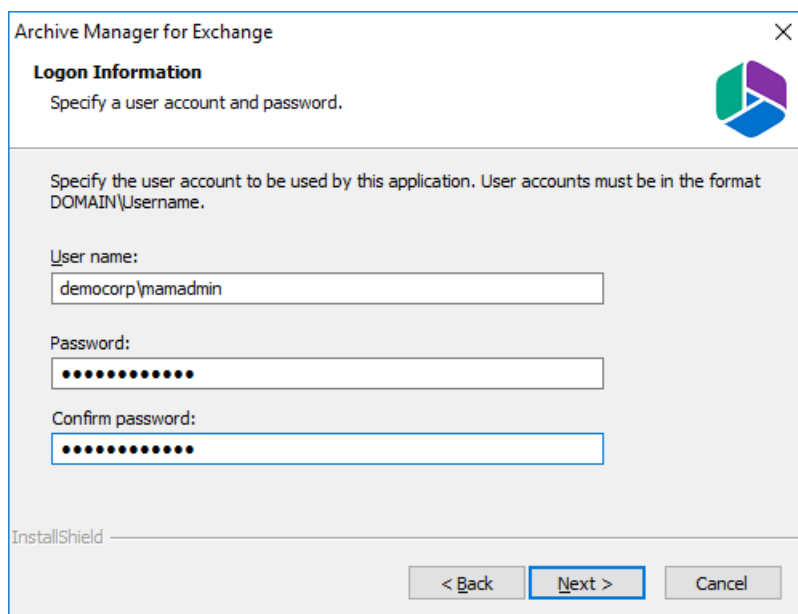 Archive Manager for Exchange
Logon Information
Specify a user account and password.
Specify the user account to be used by this application. User accounts must be in the format
DOMAIN\Username.
User name:
democorp\mamadmin
Password:
••••••••••••
Confirm password:
••••••••••••
InstallShield
< Back
Next >
Cancel